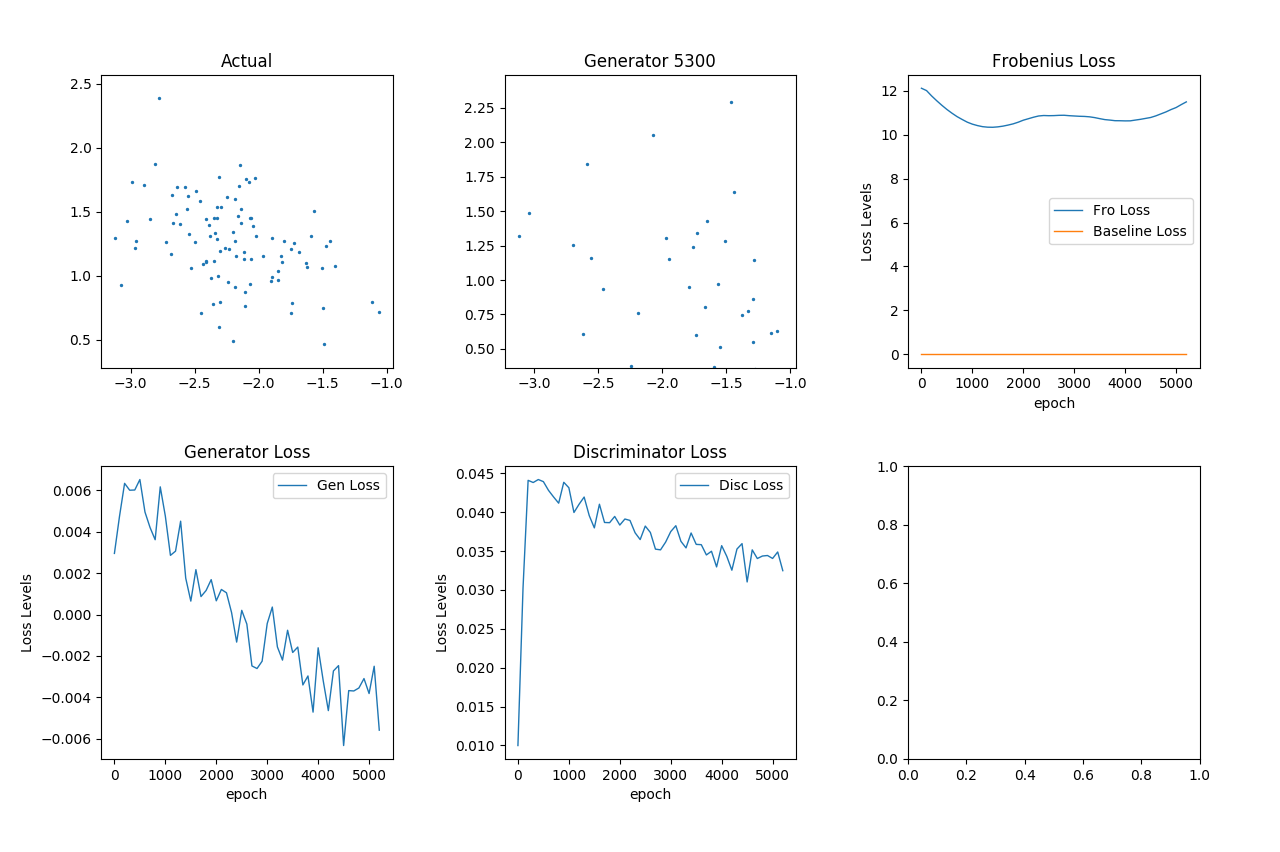 Actual
2.5
2.0
1.5
1.0
0.5
−3.0 −2.5 −2.0 −1.5 −1.0
Generator 5300
2.25
2.00
1.75
1.50
1.25
1.00
0.75
0.50
−3.0 −2.5 −2.0 −1.5 −1.0
Frobenius Loss
12
10
8
6
4
2
0
Loss Levels
Fro Loss
Baseline Loss
0 1000 2000 3000 4000 5000
epoch
Generator Loss
0.006
0.004
0.002
0.000
−0.002
−0.004
−0.006
Loss Levels
Gen Loss
0 1000 2000 3000 4000 5000
epoch
Discriminator Loss
0.045
0.040
0.035
0.030
0.025
0.020
0.015
0.010
Loss Levels
Disc Loss
0 1000 2000 3000 4000 5000
epoch
1.0
0.8
0.6
0.4
0.2
0.0
0.0 0.2 0.4 0.6 0.8 1.0